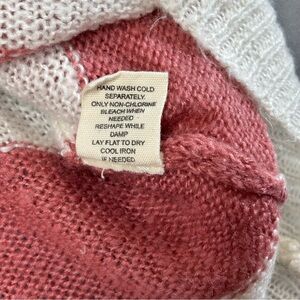 HAND WASH COLD
SEPARATELY.
ONLY NON-CHLORINE
BLEACH WHEN
NEEDED
RESHAPE WHILE
DAMP
LAY FLAT TO DRY
COOL IRON
IF NEEDED